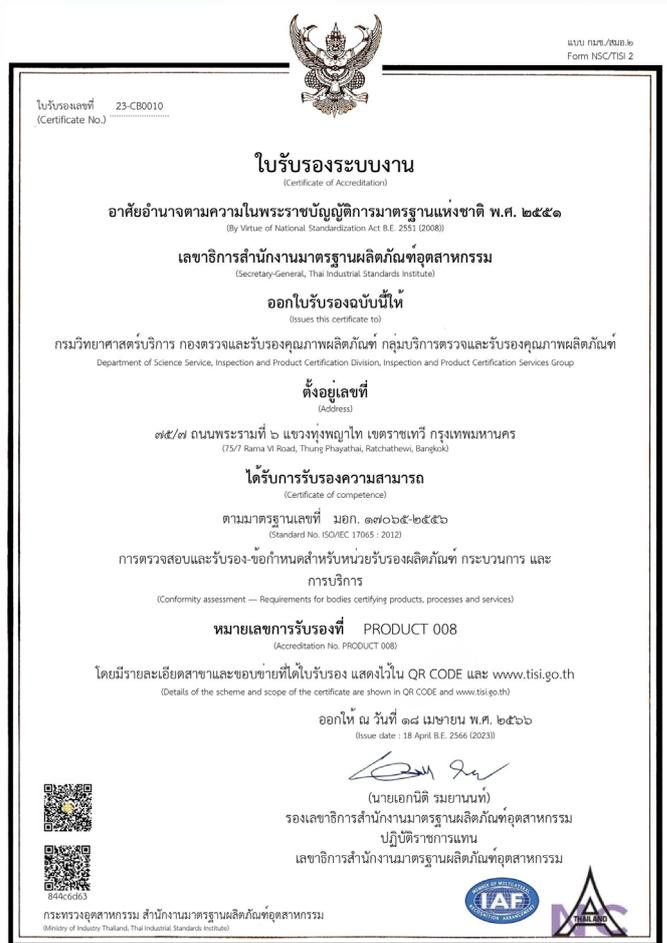 แบบ กมช./สมอ.๒
Form NSC/TISI 2
ใบรับรองเลขที่ 23-CB0010
(Certificate No.)
ใบรับรองระบบงาน
(Certificate of Accreditation)
อาศัยอำนาจตามความในพระราชบัญญัติการมาตรฐานแห่งชาติ พ.ศ. ๒๕๕๑
(By Virtue of National Standardization Act B.E. 2551 (2008))
เลขาธิการสำนักงานมาตรฐานผลิตภัณฑ์อุตสาหกรรม
(Secretary-General, Thai Industrial Standards Institute)
ออกใบรับรองฉบับนี้ให้
(Issues this certificate to)
กรมวิทยาศาสตร์บริการ กองตรวจและรับรองคุณภาพผลิตภัณฑ์ กลุ่มบริการตรวจและรับรองคุณภาพผลิตภัณฑ์
Department of Science Service, Inspection and Product Certification Division, Inspection and Product Certification Services Group
ตั้งอยู่เลขที่
(Address)
๗๕/๗ ถนนพระรามที่ ๖ แขวงทุ่งพญาไท เขตราชเทวี กรุงเทพมหานคร
(75/7 Rama VI Road, Thung Phayathai, Ratchathewi, Bangkok)
ได้รับการรับรองความสามารถ
(Certificate of competence)
ตามมาตรฐานเลขที่ มอก. ๑๗๐๖๕-๒๕๕๖
(Standard No. ISO/IEC 17065 : 2012)
การตรวจสอบและรับรอง-ข้อกำหนดสำหรับหน่วยรับรองผลิตภัณฑ์ กระบวนการ และ
การบริการ
(Conformity assessment — Requirements for bodies certifying products, processes and services)
หมายเลขการรับรองที่ PRODUCT 008
(Accreditation No. PRODUCT 008)
โดยมีรายละเอียดสาขาและขอบข่ายที่ได้ใบรับรอง แสดงไว้ใน QR CODE และ www.tisi.go.th
(Details of the scheme and scope of the certificate are shown in QR CODE and www.tisi.go.th)
ออกให้ ณ วันที่ ๑๘ เมษายน พ.ศ. ๒๕๖๖
(Issue date : 18 April B.E. 2566 (2023))
(นายเอกนิติ รมยานนท์)
รองเลขาธิการสำนักงานมาตรฐานผลิตภัณฑ์อุตสาหกรรม
ปฏิบัติราชการแทน
เลขาธิการสำนักงานมาตรฐานผลิตภัณฑ์อุตสาหกรรม
844c6d63
MEMBER OF MULTILATERAL
IAF
RECOGNITION ARRANGEMENT
THAILAND
กระทรวงอุตสาหกรรม สำนักงานมาตรฐานผลิตภัณฑ์อุตสาหกรรม
(Ministry of Industry Thailand, Thai Industrial Standards Institute)